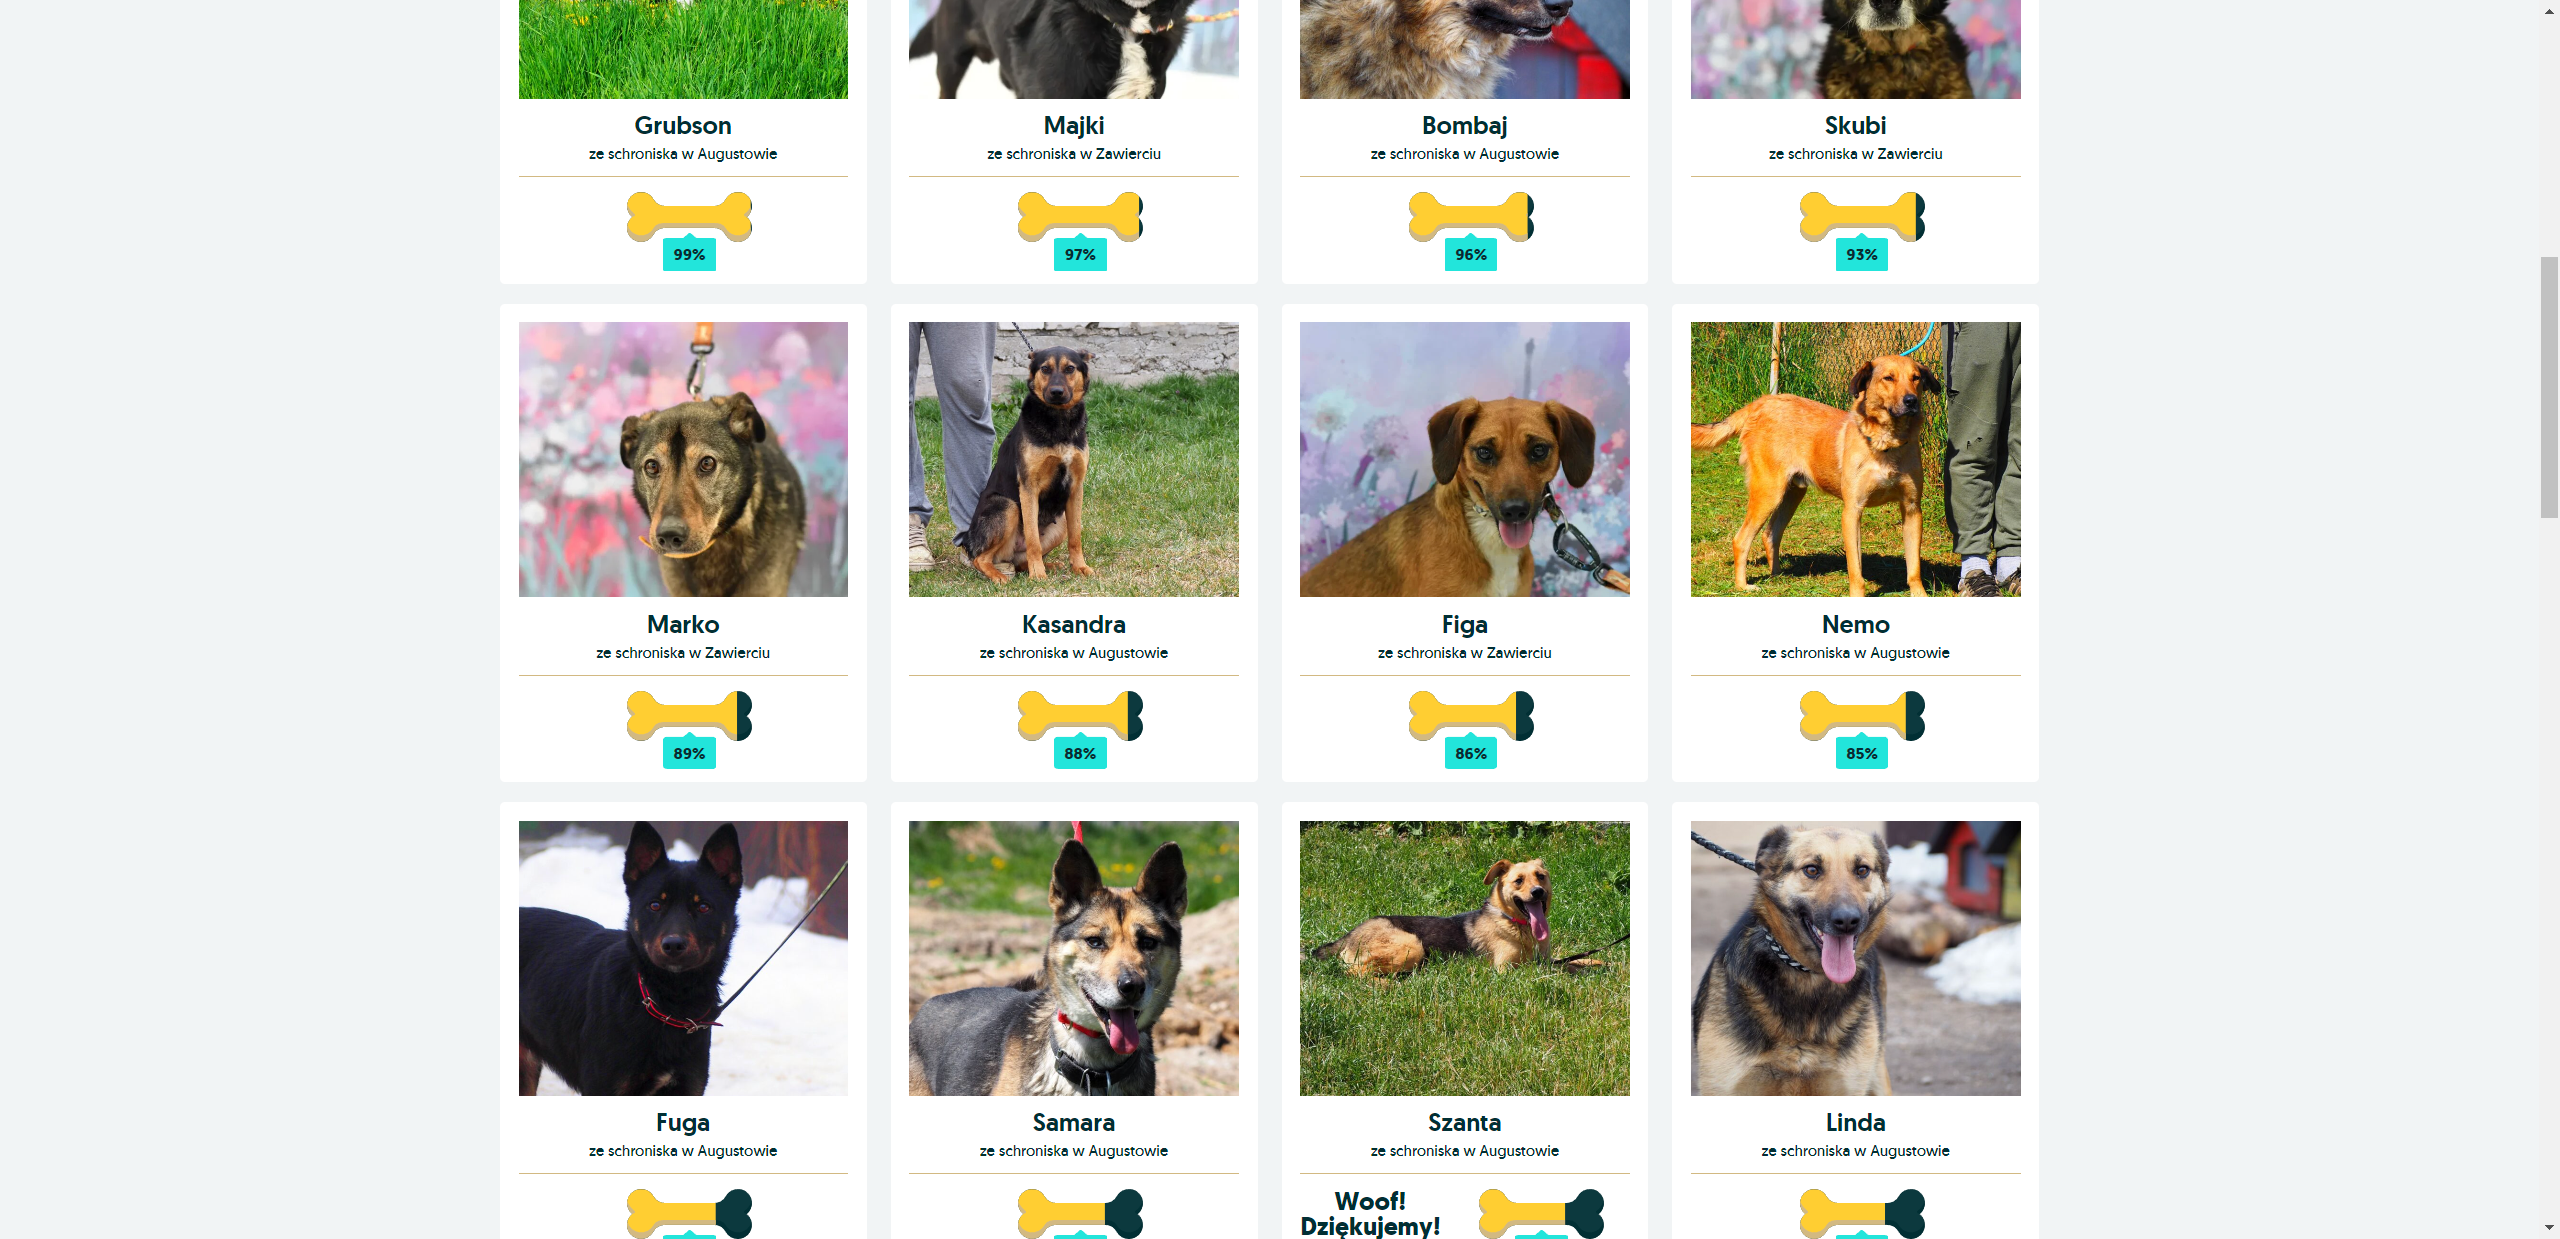 Grubson
ze schroniska w Augustowie
99%
Majki
ze schroniska w Zawierciu
97%
Bombaj
ze schroniska w Augustowie
96%
Skubi
ze schroniska w Zawierciu
93%
Marko
ze schroniska w Zawierciu
89%
Kasandra
ze schroniska w Augustowie
88%
Figa
ze schroniska w Zawierciu
86%
Nemo
ze schroniska w Augustowie
85%
Fuga
ze schroniska w Augustowie
Samara
ze schroniska w Augustowie
Szanta
ze schroniska w Augustowie
Woof!
Dziękujemy!
Linda
ze schroniska w Augustowie